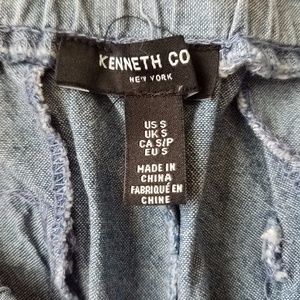 KENNETH CO
NEW YORK
US S
UK S
CA S/P
EU S
MADE IN
CHINA
FABRIQUÉ EN
CHINE